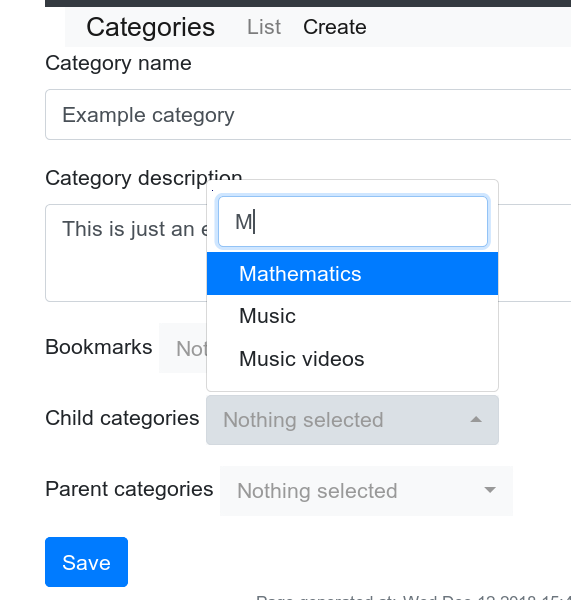 Categories List Create
Category name
Example category
Category description
This is just an
M
Mathematics
Music
Music videos
Bookmarks Not
Child categories Nothing selected
Parent categories Nothing selected
Save